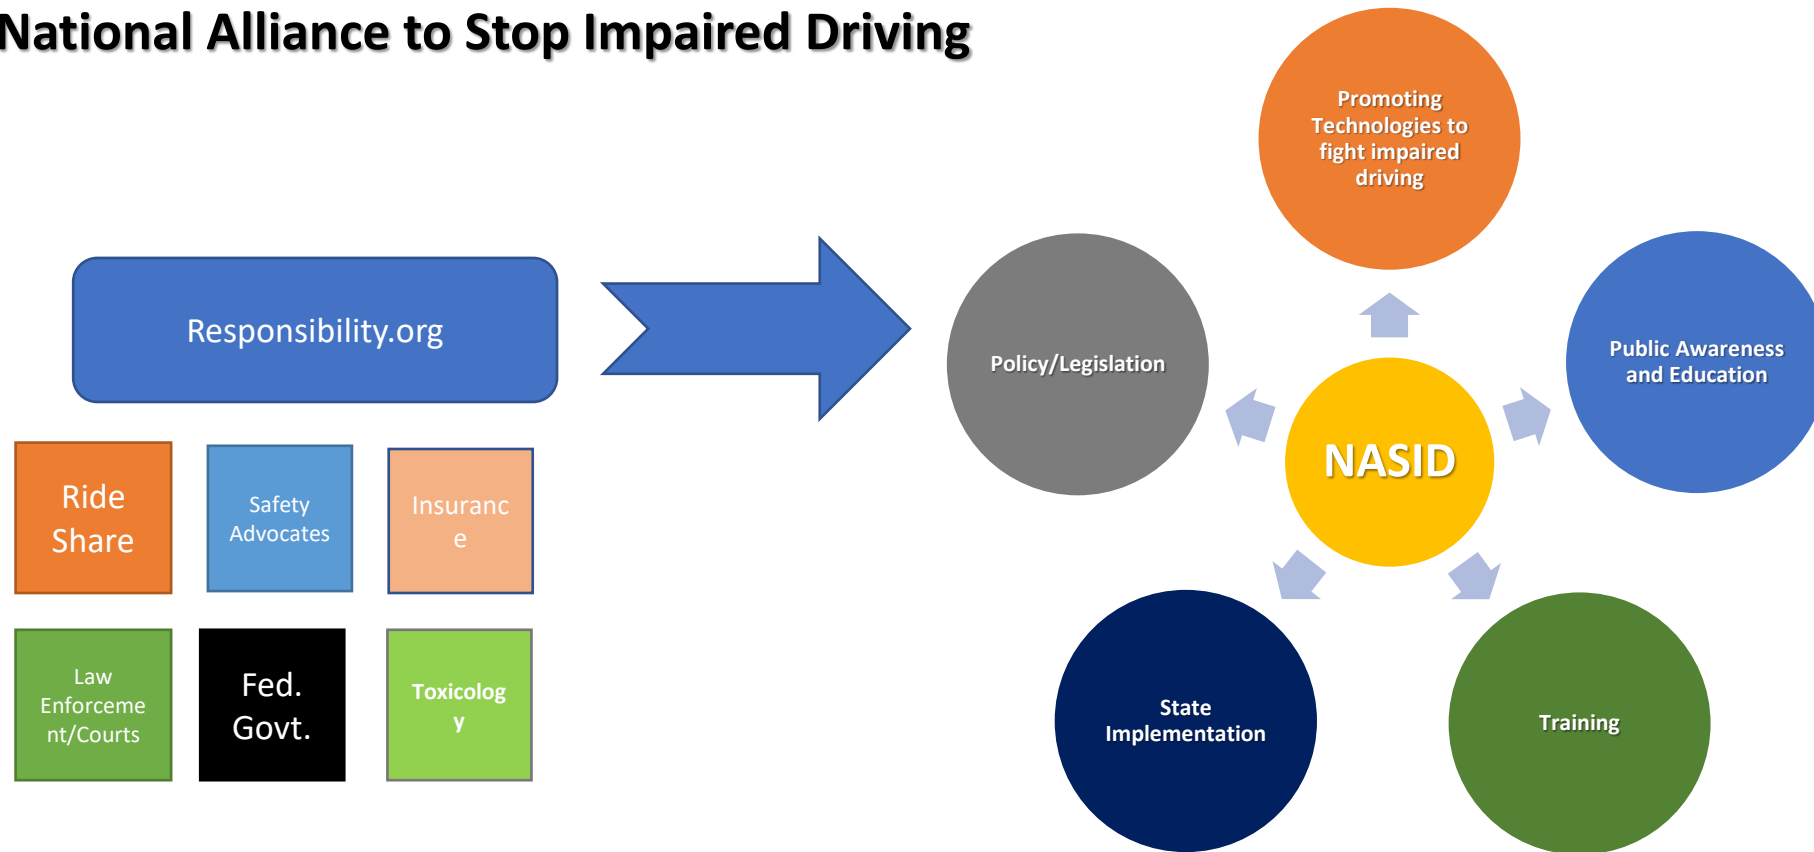 National Alliance to Stop Impaired Driving
Responsibility.org
Ride
Share
Safety
Advocates
Insuranc
e
Law
Enforceme
nt/Courts
Fed.
Govt.
Toxicolog
y
Promoting
Technologies to
fight impaired
driving
Policy/Legislation
Public Awareness
and Education
NASID
State
Implementation
Training